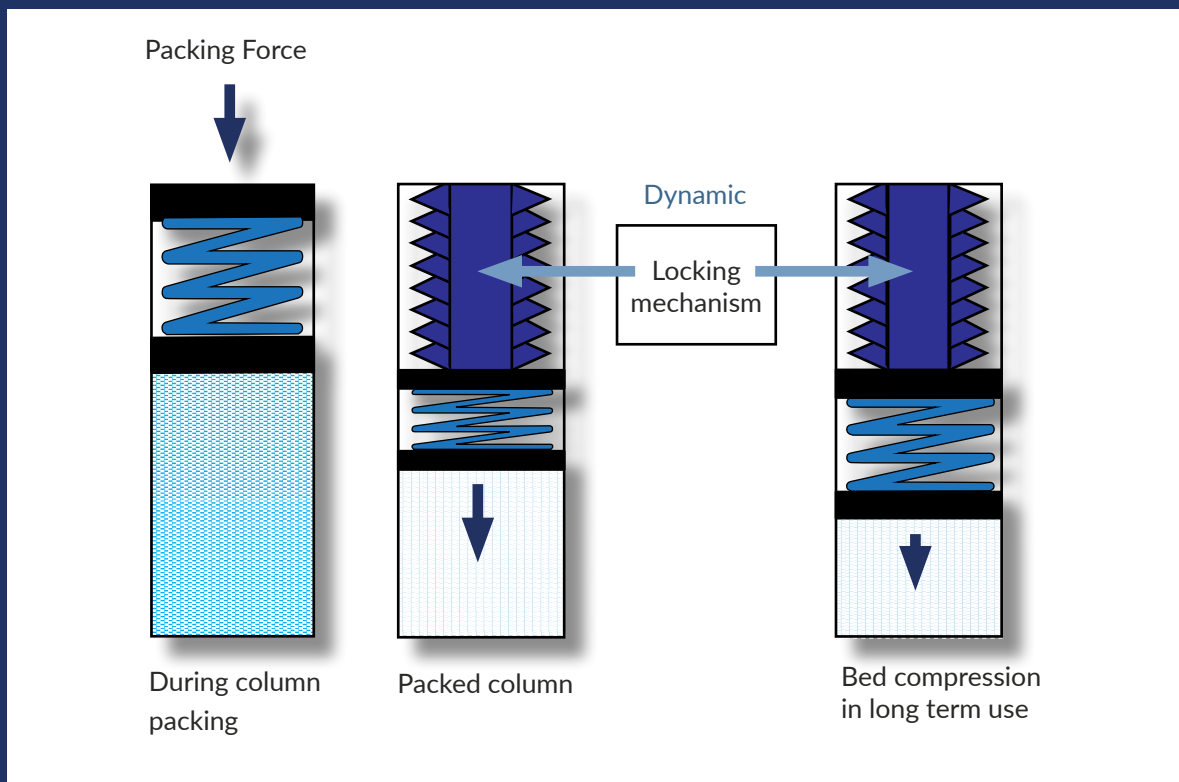 Packing Force
Dynamic
Locking
mechanism
During column
packing
Packed column
Bed compression
in long term use